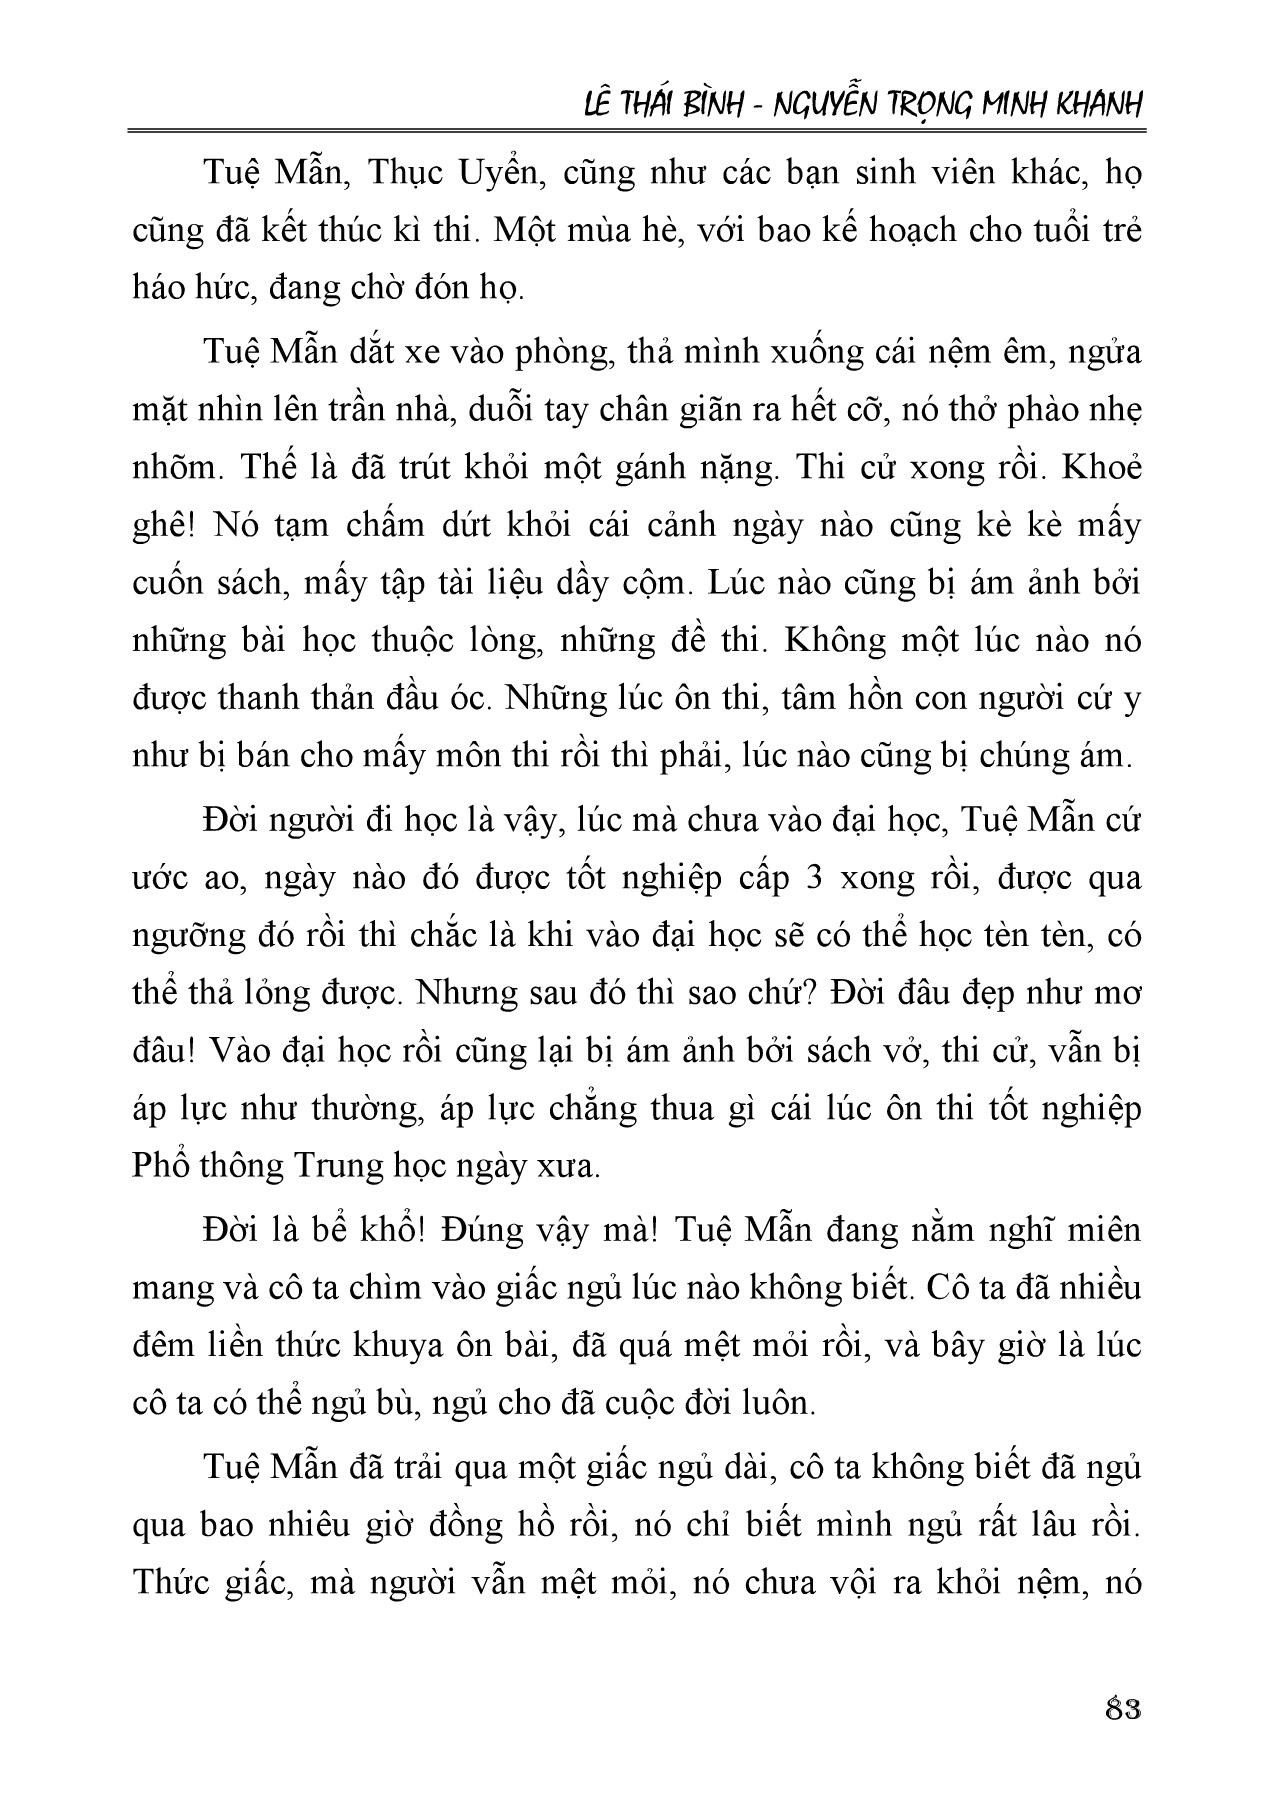 LÊ THÁI BÌNH - NGUYỄN TRỌNG MINH KHANH
Tuệ Mẫn, Thục Uyển, cũng như các bạn sinh viên khác, họ
cũng đã kết thúc kì thi. Một mùa hè, với bao kế hoạch cho tuổi trẻ
háo hức, đang chờ đón họ.
Tuệ Mẫn dắt xe vào phòng, thả mình xuống cái nệm êm, ngửa
mặt nhìn lên trần nhà, duỗi tay chân giãn ra hết cỡ, nó thở phào nhẹ
nhõm. Thế là đã trút khỏi một gánh nặng. Thi cử xong rồi. Khoẻ
ghê! Nó tạm chấm dứt khỏi cái cảnh ngày nào cũng kè kè mấy
cuốn sách, mấy tập tài liệu dầy cộm. Lúc nào cũng bị ám ảnh bởi
những bài học thuộc lòng, những đề thi. Không một lúc nào nó
được thanh thản đầu óc. Những lúc ôn thi, tâm hồn con người cứ y
như bị bán cho mấy môn thi rồi thì phải, lúc nào cũng bị chúng ám.
Đời người đi học là vậy, lúc mà chưa vào đại học, Tuệ Mẫn cứ
ước ao, ngày nào đó được tốt nghiệp cấp 3 xong rồi, được qua
ngưỡng đó rồi thì chắc là khi vào đại học sẽ có thể học tèn tèn, có
thể thả lỏng được. Nhưng sau đó thì sao chứ? Đời đâu đẹp như mơ
đâu! Vào đại học rồi cũng lại bị ám ảnh bởi sách vở, thi cử, vẫn bị
áp lực như thường, áp lực chẳng thua gì cái lúc ôn thi tốt nghiệp
Phổ thông Trung học ngày xưa.
Đời là bể khổ! Đúng vậy mà! Tuệ Mẫn đang nằm nghĩ miên
mang và cô ta chìm vào giấc ngủ lúc nào không biết. Cô ta đã nhiều
đêm liền thức khuya ôn bài, đã quá mệt mỏi rồi, và bây giờ là lúc
cô ta có thể ngủ bù, ngủ cho đã cuộc đời luôn.
Tuệ Mẫn đã trải qua một giấc ngủ dài, cô ta không biết đã ngủ
qua bao nhiêu giờ đồng hồ rồi, nó chỉ biết mình ngủ rất lâu rồi.
Thức giấc, mà người vẫn mệt mỏi, nó chưa vội ra khỏi nệm, nó
83